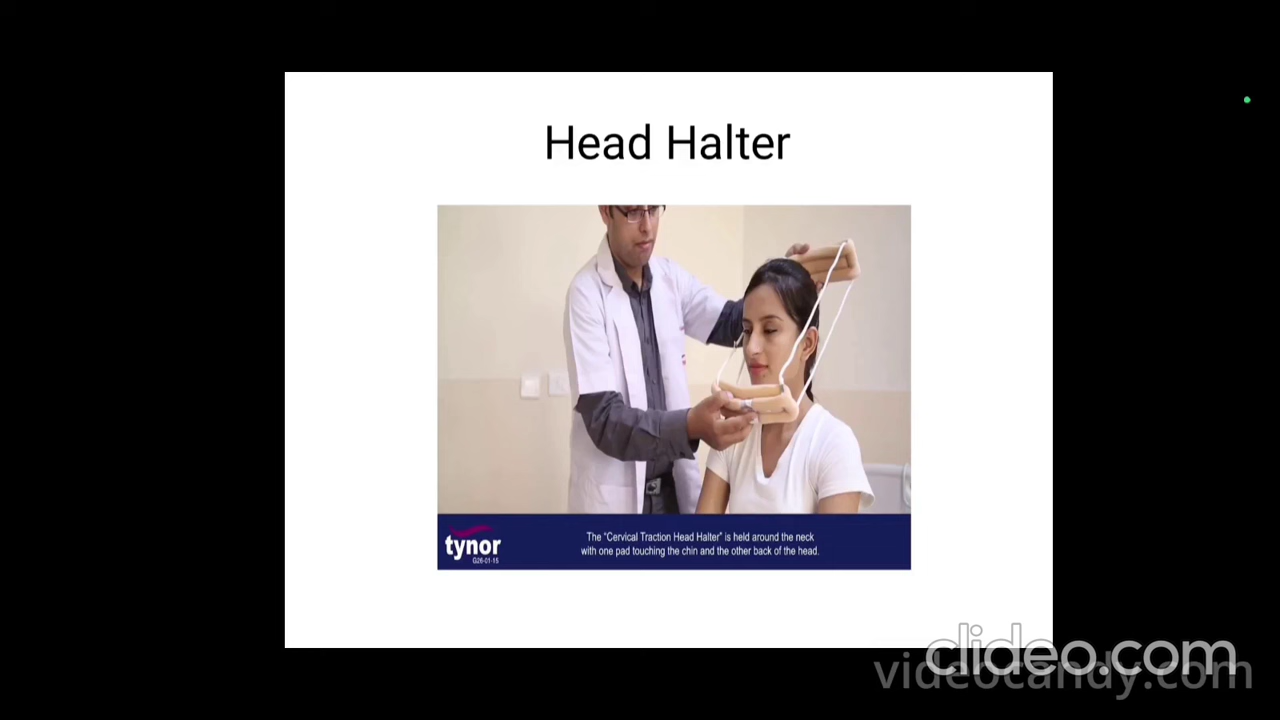 Head Halter
The “Cervical Traction Head Halter” is held around the neck
with one pad touching the chin and the other back of the head.
tynor
G26-01-15
clideo.com
videocandy.com